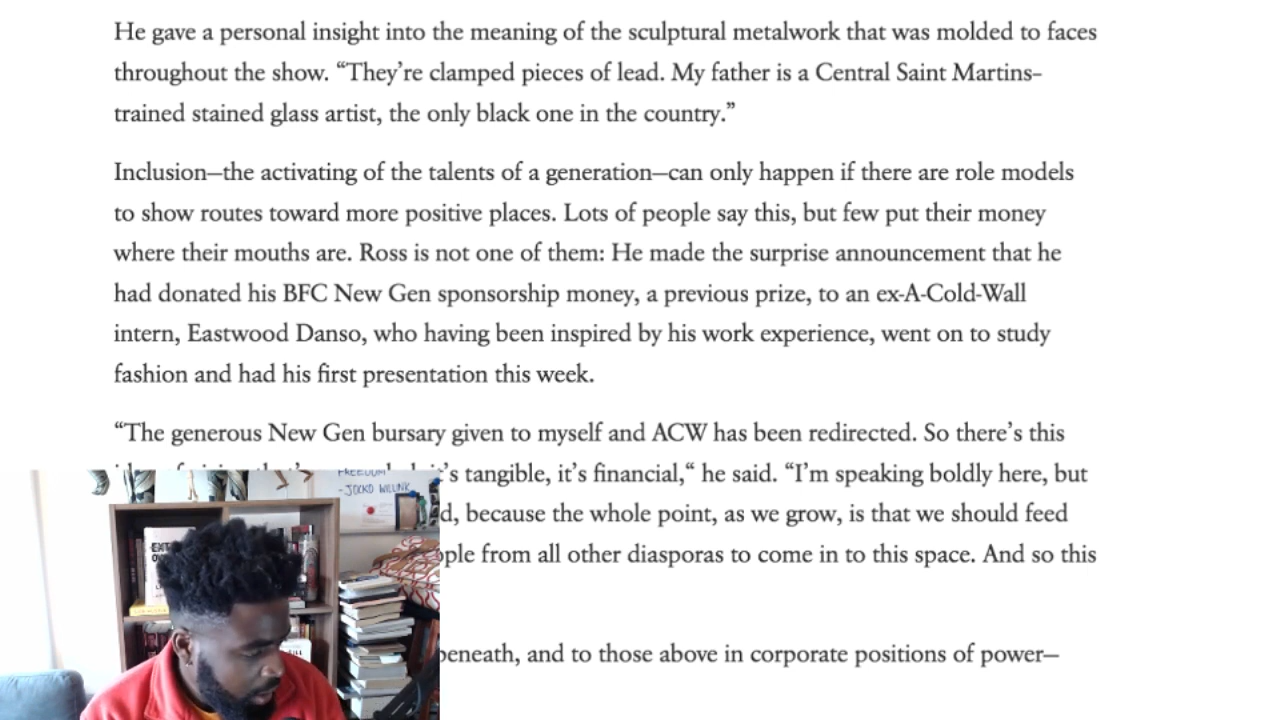 He gave a personal insight into the meaning of the sculptural metalwork that was molded to faces
throughout the show. “They’re clamped pieces of lead. My father is a Central Saint Martins–
trained stained glass artist, the only black one in the country.”
Inclusion—the activating of the talents of a generation—can only happen if there are role models
to show routes toward more positive places. Lots of people say this, but few put their money
where their mouths are. Ross is not one of them: He made the surprise announcement that he
had donated his BFC New Gen sponsorship money, a previous prize, to an ex-A-Cold-Wall
intern, Eastwood Danso, who having been inspired by his work experience, went on to study
fashion and had his first presentation this week.
“The generous New Gen bursary given to myself and ACW has been redirected. So there’s this
tangible, it’s financial,“ he said. “I’m speaking boldly here, but
because the whole point, as we grow, is that we should feed
from all other diasporas to come in to this space. And so this
beneath, and to those above in corporate positions of power—
FREEDOM
-JOCKO WILLINK